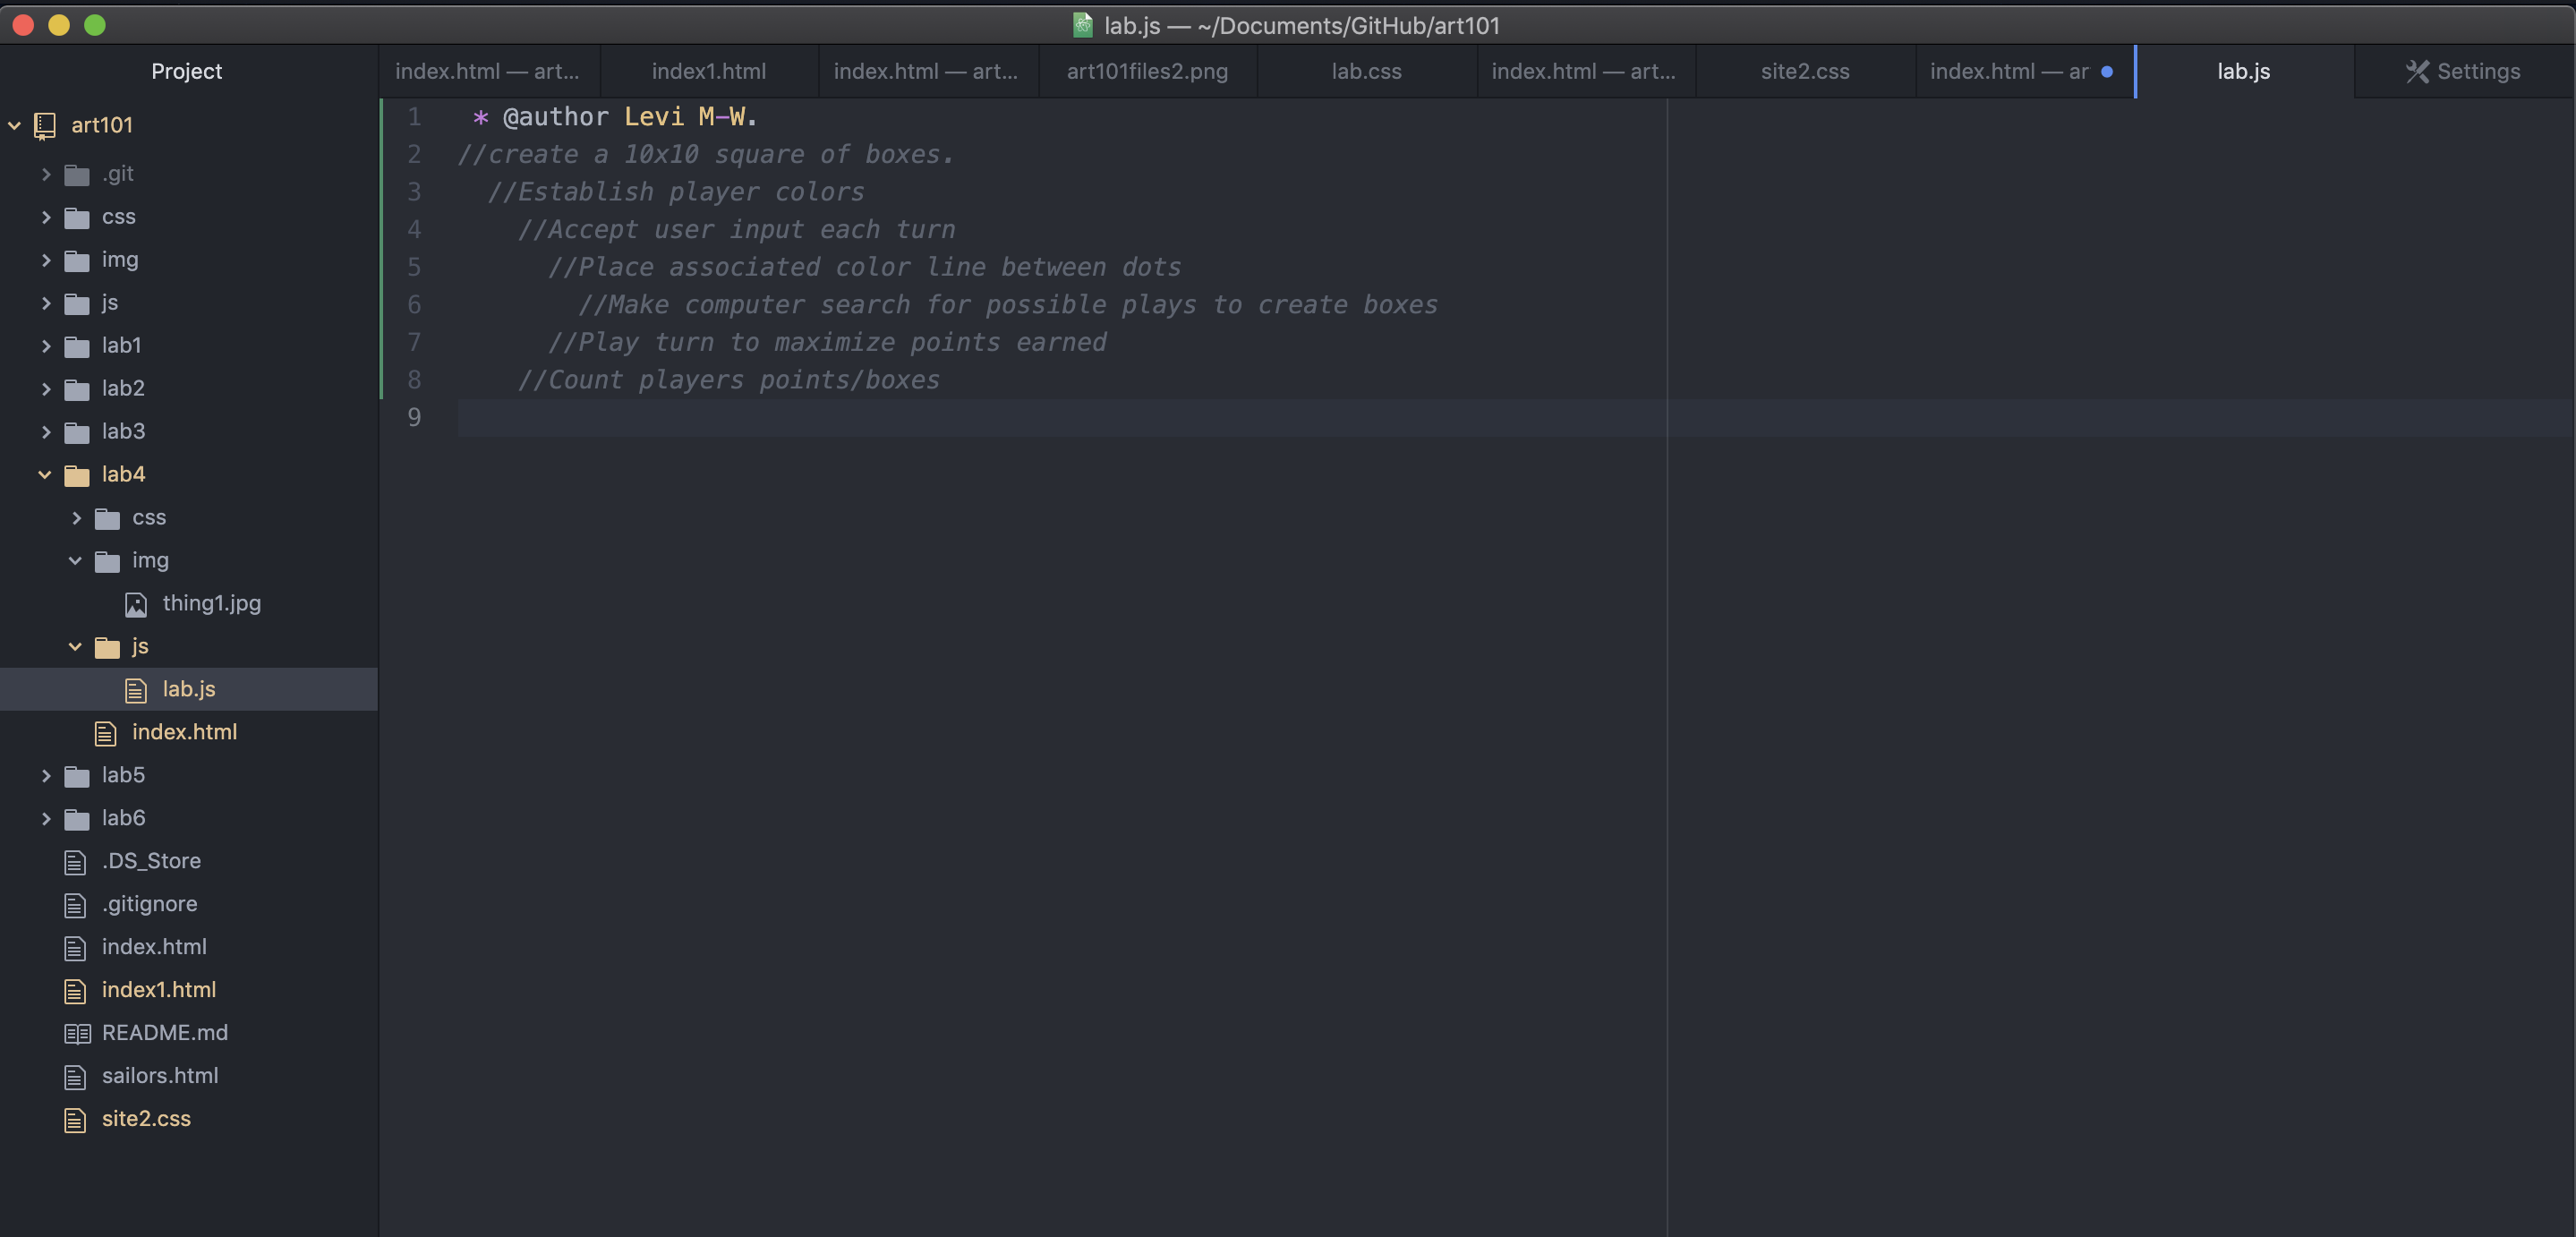 lab.js — ~/Documents/GitHub/art101
Project
index.html — art...
index1.html
index.html — art...
art101files2.png
lab.css
index.html — art...
site2.css
index.html — ar
lab.js
Settings
art101
.git
css
img
js
lab1
lab2
lab3
lab4
css
img
thing1.jpg
js
lab.js
index.html
lab5
lab6
.DS_Store
.gitignore
index.html
index1.html
README.md
sailors.html
site2.css
1 * @author Levi M-W.
2 //create a 10x10 square of boxes.
3 //Establish player colors
4 //Accept user input each turn
5 //Place associated color line between dots
6 //Make computer search for possible plays to create boxes
7 //Play turn to maximize points earned
8 //Count players points/boxes
9